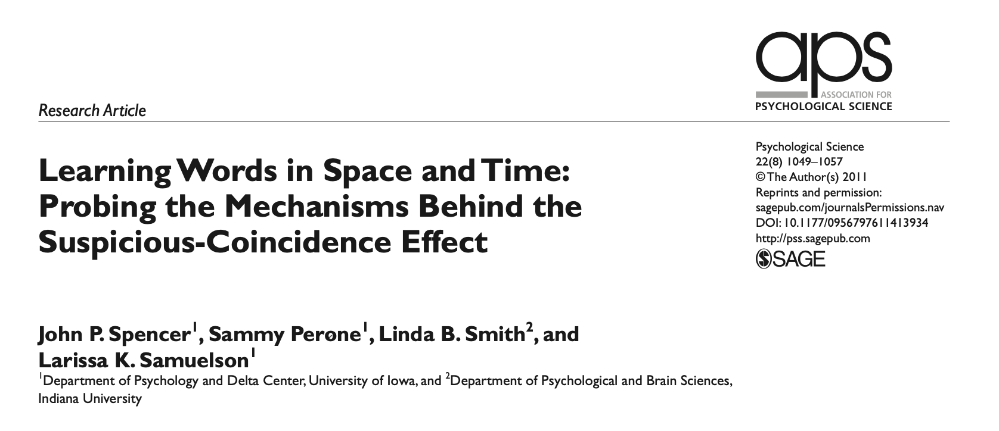 aps
ASSOCIATION FOR
PSYCHOLOGICAL SCIENCE
Research Article
Learning Words in Space and Time:
Probing the Mechanisms Behind the
Suspicious-Coincidence Effect
Psychological Science
22(8) 1049–1057
© The Author(s) 2011
Reprints and permission:
sagepub.com/journalsPermissions.nav
DOI: 10.1177/0956797611413934
http://pss.sagepub.com
SSAGE
John P. Spencer1, Sammy Perøne1, Linda B. Smith2, and
Larissa K. Samuelson1
1Department of Psychology and Delta Center, University of Iowa, and 2Department of Psychological and Brain Sciences,
Indiana University